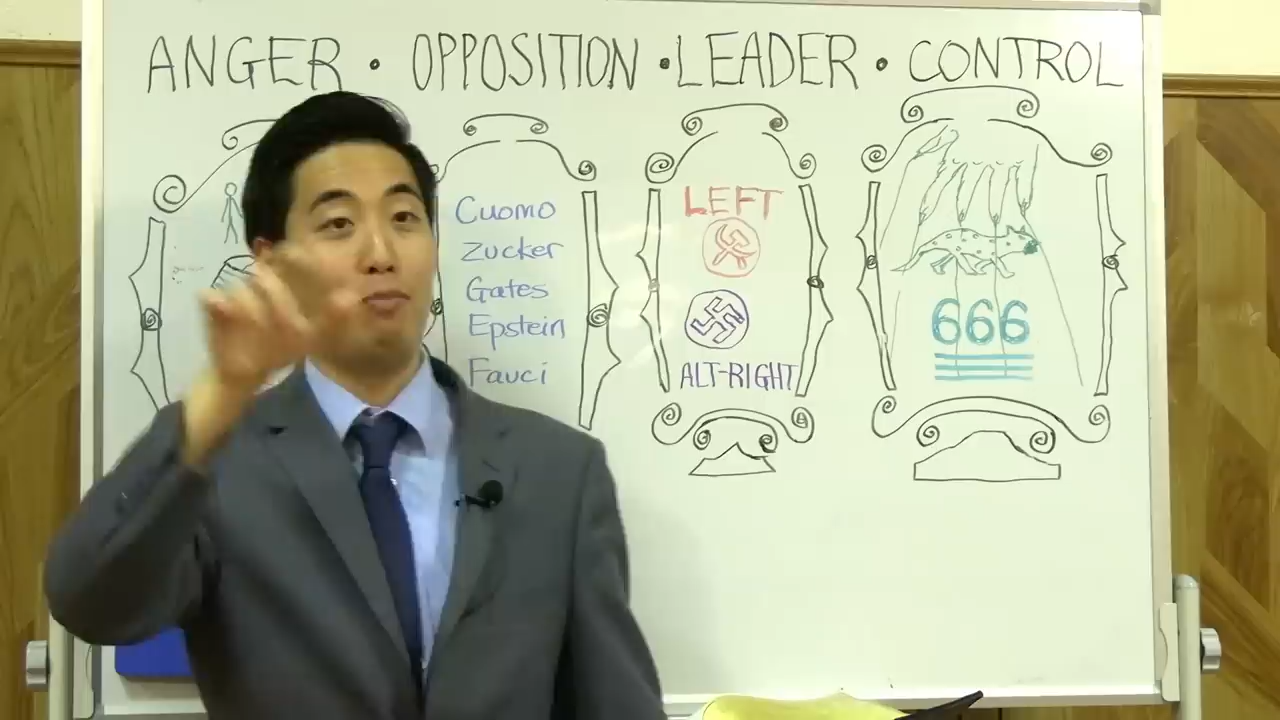 ANGER • OPPOSITION • LEADER • CONTROL
Cuomo
Zucker
Gates
Epstein
Fauci
LEFT
ALT-RIGHT
666